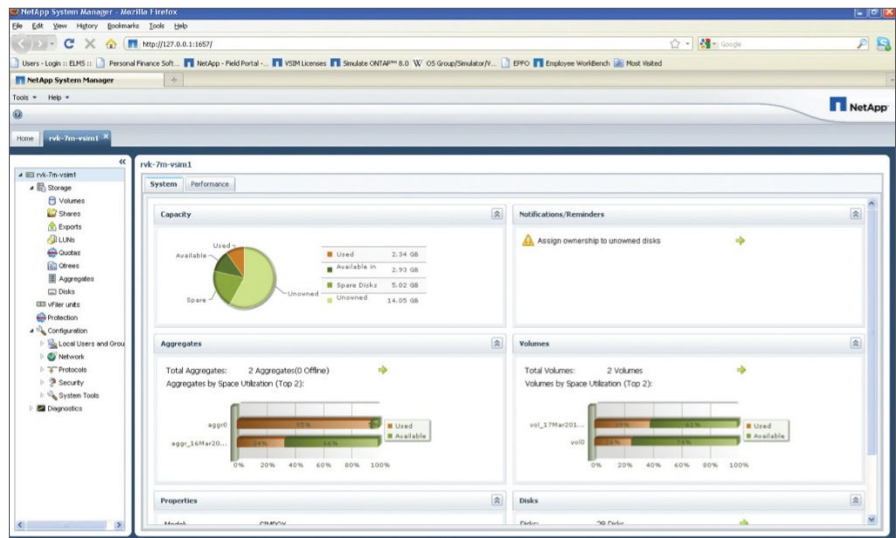 NetApp System Manager - Mozilla Firefox
File Edit View History Bookmarks Tools Help
http://127.0.0.1:1657/
Google
Users - Login :: ELMS :: Personal Finance Soft... NetApp - Field Portal -... VSIM Licenses Simulate ONTAP™ 8.0 OS Group/Simulator/V... EPFO Employee WorkBench Most Visited
NetApp System Manager
Tools Help
NetApp
Home rvk-7m-vsim1
rvk-7m-vsim1
Storage
Volumes
Shares
Exports
LUNs
Quotas
Qtrees
Aggregates
Disks
vFiler units
Protection
Configuration
Local Users and Grou
Network
Protocols
Security
System Tools
Diagnostics
rvk-7m-vsim1
System Performance
Capacity
Used
Available
Spare
Unowned
Used 2.34 GB
Available in 2.93 GB
Spare Disks 5.02 GB
Unowned 14.05 GB
Notifications/Reminders
Assign ownership to unowned disks
Aggregates
Total Aggregates: 2 Aggregates(0 Offline)
Aggregates by Space Utilization (Top 2):
aggr0 95%
aggr_16Mar20... 34% 66%
Used
Available
0% 20% 40% 60% 80% 100%
Volumes
Total Volumes: 2 Volumes
Volumes by Space Utilization (Top 2):
vol_17Mar201... 39% 61%
vol0
Used
Available
0% 20% 40% 60% 80% 100%
Properties
Disks